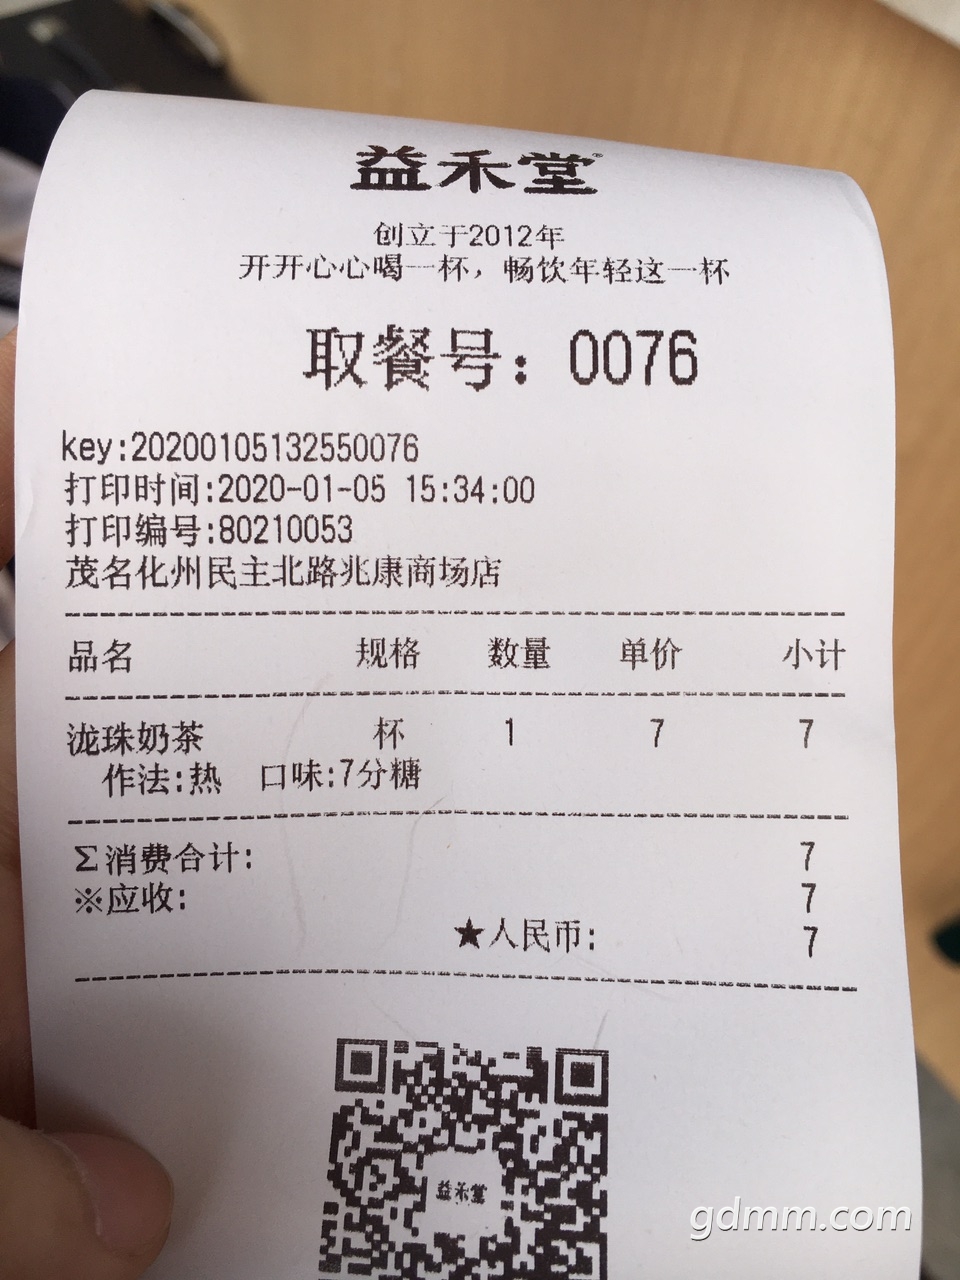 益禾堂®
创立于2012年
开开心心喝一杯，畅饮年轻这一杯
取餐号：0076
key:20200105132550076
打印时间:2020-01-05 15:34:00
打印编号:80210053
茂名化州民主北路兆康商场店
品名 规格 数量 单价 小计
泷珠奶茶 杯 1 7 7
作法:热 口味:7分糖
Σ消费合计: 7
※应收: 7
★人民币: 7
益禾堂
gdmm.com